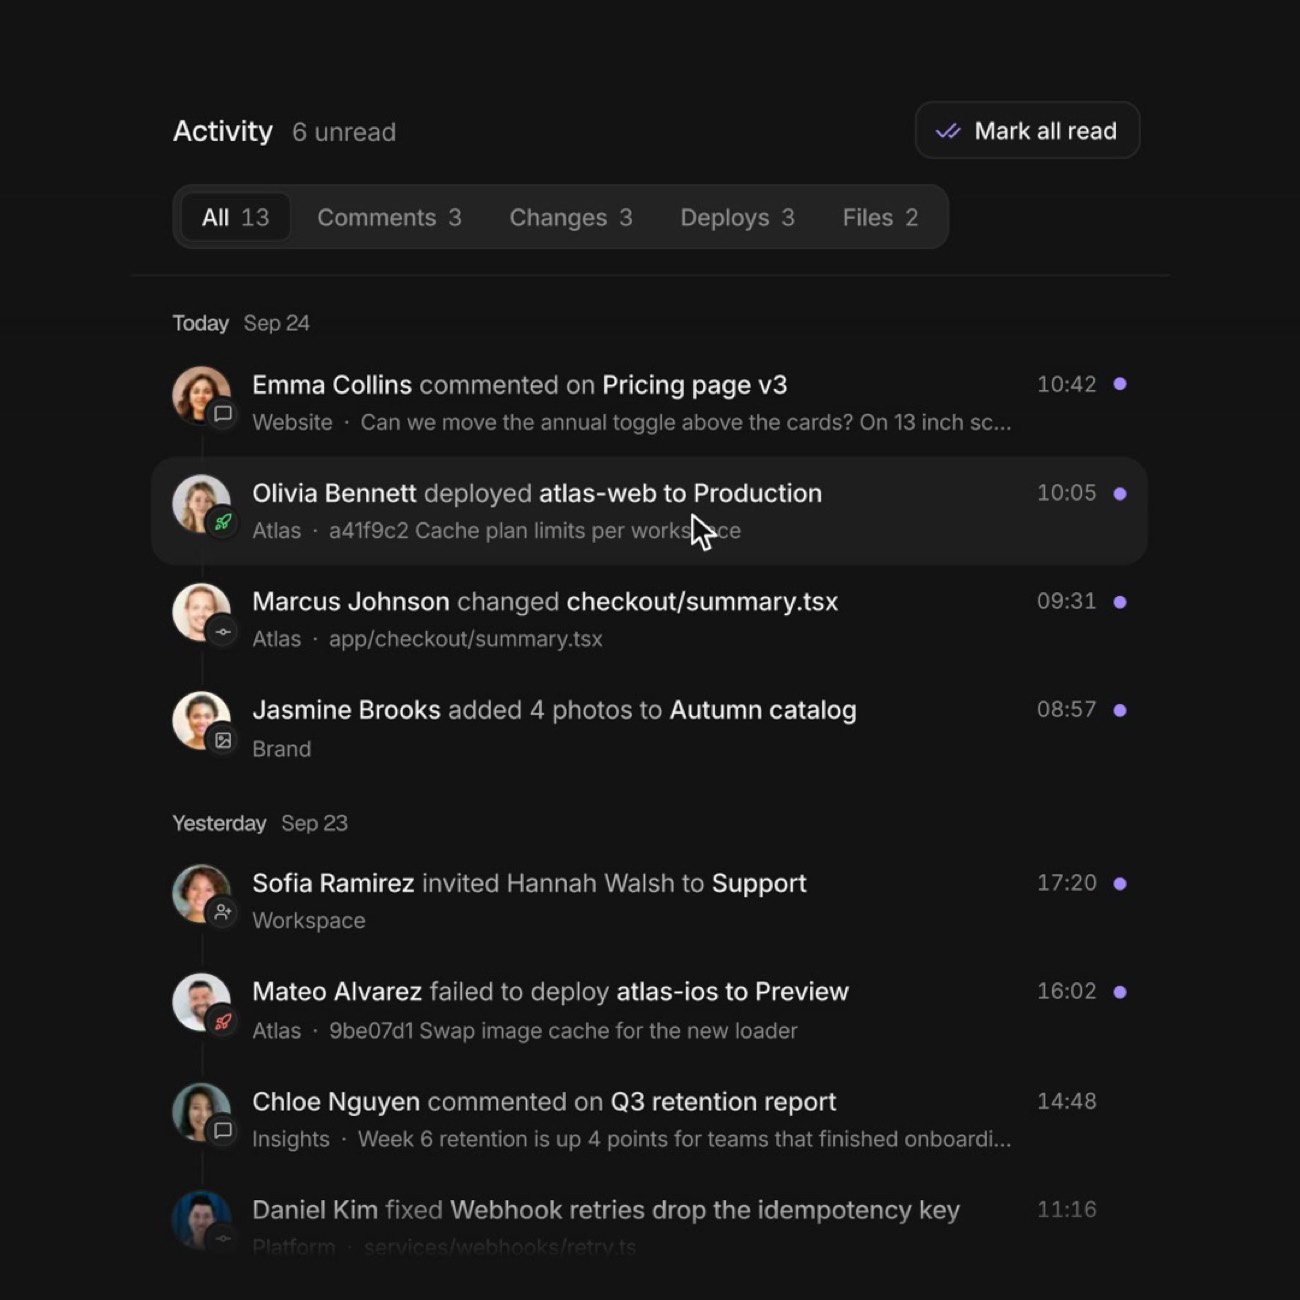 Activity 6 unread
Mark all read
All 13 Comments 3 Changes 3 Deploys 3 Files 2
Today Sep 24
Emma Collins commented on Pricing page v3 10:42
Website · Can we move the annual toggle above the cards? On 13 inch sc...
Olivia Bennett deployed atlas-web to Production 10:05
Atlas · a41f9c2 Cache plan limits per
Marcus Johnson changed checkout/summary.tsx 09:31
Atlas · app/checkout/summary.tsx
Jasmine Brooks added 4 photos to Autumn catalog 08:57
Brand
Yesterday Sep 23
Sofia Ramirez invited Hannah Walsh to Support 17:20
Workspace
Mateo Alvarez failed to deploy atlas-ios to Preview 16:02
Atlas · 9be07d1 Swap image cache for the new loader
Chloe Nguyen commented on Q3 retention report 14:48
Insights · Week 6 retention is up 4 points for teams that finished onboardi...
Daniel Kim fixed Webhook retries drop the idempotency key 11:16
Platform · services/webhooks/retry.ts